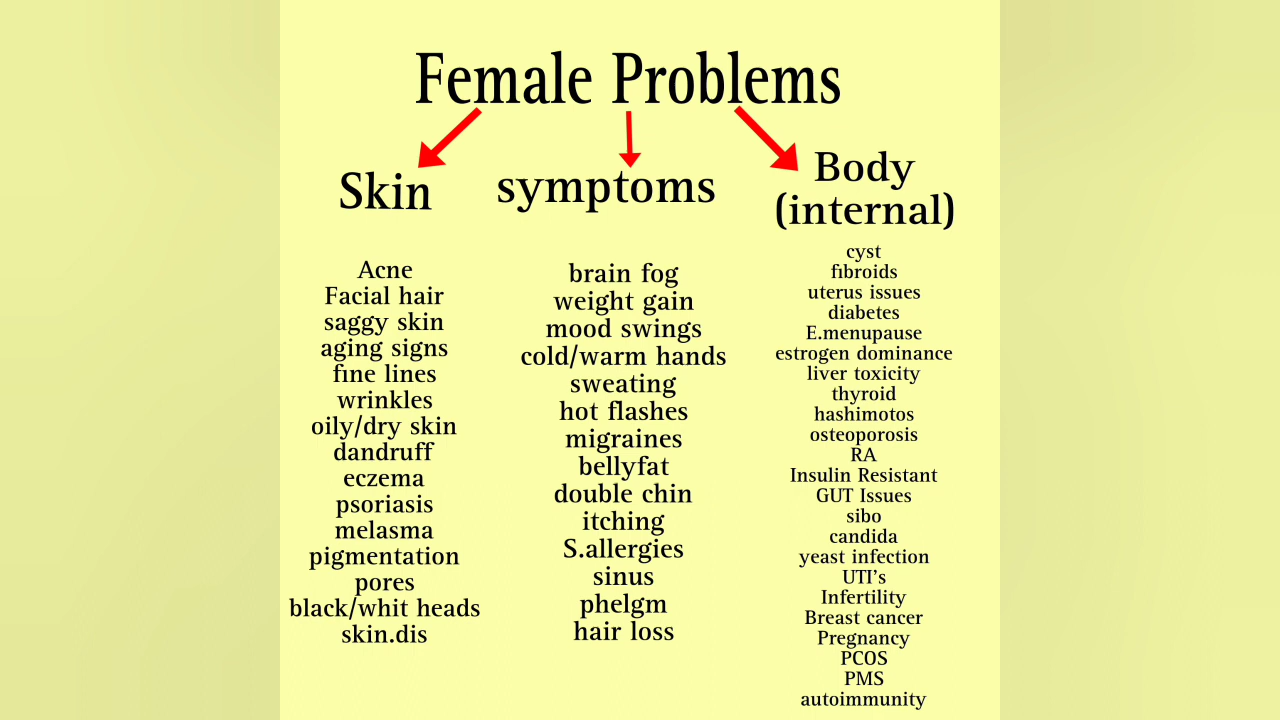 Female Problems
Skin
Acne
Facial hair
saggy skin
aging signs
fine lines
wrinkles
oily/dry skin
dandruff
eczema
psoriasis
melasma
pigmentation
pores
black/whit heads
skin.dis
symptoms
brain fog
weight gain
mood swings
cold/warm hands
sweating
hot flashes
migraines
bellyfat
double chin
itching
S.allergies
sinus
phelgm
hair loss
Body
(internal)
cyst
fibroids
uterus issues
diabetes
E.menupause
estrogen dominance
liver toxicity
thyroid
hashimotos
osteoporosis
RA
Insulin Resistant
GUT Issues
sibo
candida
yeast infection
UTI’s
Infertility
Breast cancer
Pregnancy
PCOS
PMS
autoimmunity